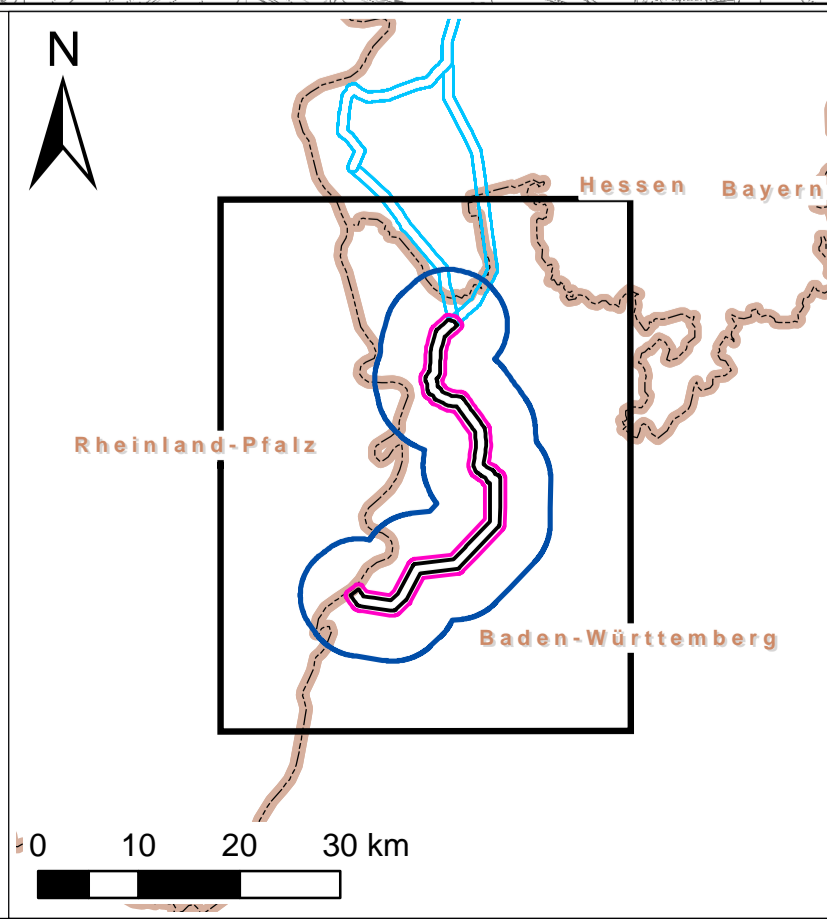 N
Hessen Bayern
Rheinland-Pfalz
Baden-Württemberg
0 10 20 30 km